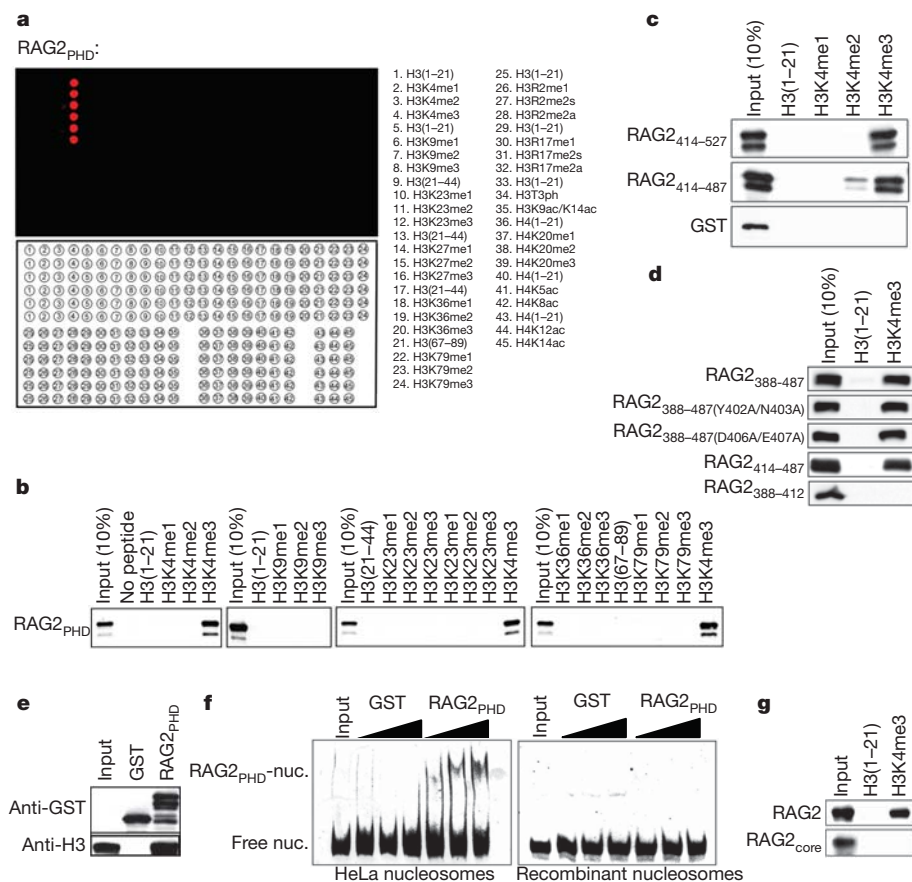 a
RAG2PHD:
1. H3(1–21)
2. H3K4me1
3. H3K4me2
4. H3K4me3
5. H3(1–21)
6. H3K9me1
7. H3K9me2
8. H3K9me3
9. H3(21–44)
10. H3K23me1
11. H3K23me2
12. H3K23me3
13. H3(21–44)
14. H3K27me1
15. H3K27me2
16. H3K27me3
17. H3(21–44)
18. H3K36me1
19. H3K36me2
20. H3K36me3
21. H3(67–89)
22. H3K79me1
23. H3K79me2
24. H3K79me3
25. H3(1–21)
26. H3R2me1
27. H3R2me2s
28. H3R2me2a
29. H3(1–21)
30. H3R17me1
31. H3R17me2s
32. H3R17me2a
33. H3(1–21)
34. H3T3ph
35. H3K9ac/K14ac
36. H4(1–21)
37. H4K20me1
38. H4K20me2
39. H4K20me3
40. H4(1–21)
41. H4K5ac
42. H4K8ac
43. H4(1–21)
44. H4K12ac
45. H4K14ac
b
Input (10%)
No peptide
H3(1–21)
H3K4me1
H3K4me2
H3K4me3
Input (10%)
H3(1–21)
H3K9me1
H3K9me2
H3K9me3
Input (10%)
H3(21–44)
H3K23me1
H3K23me2
H3K23me3
H3K23me1
H3K23me2
H3K23me3
H3K4me3
Input (10%)
H3K36me1
H3K36me2
H3K36me3
H3(67–89)
H3K79me1
H3K79me2
H3K79me3
H3K4me3
RAG2PHD
c
Input (10%)
H3(1–21)
H3K4me1
H3K4me2
H3K4me3
RAG2414–527
RAG2414–487
GST
d
Input (10%)
H3(1–21)
H3K4me3
RAG2388–487
RAG2388–487(Y402A/N403A)
RAG2388–487(D406A/E407A)
RAG2414–487
RAG2388–412
e
Input
GST
RAG2PHD
Anti-GST
Anti-H3
f
Input
GST
RAG2PHD
Input
GST
RAG2PHD
RAG2PHD-nuc.
Free nuc.
HeLa nucleosomes
Recombinant nucleosomes
g
Input
H3(1–21)
H3K4me3
RAG2
RAG2core